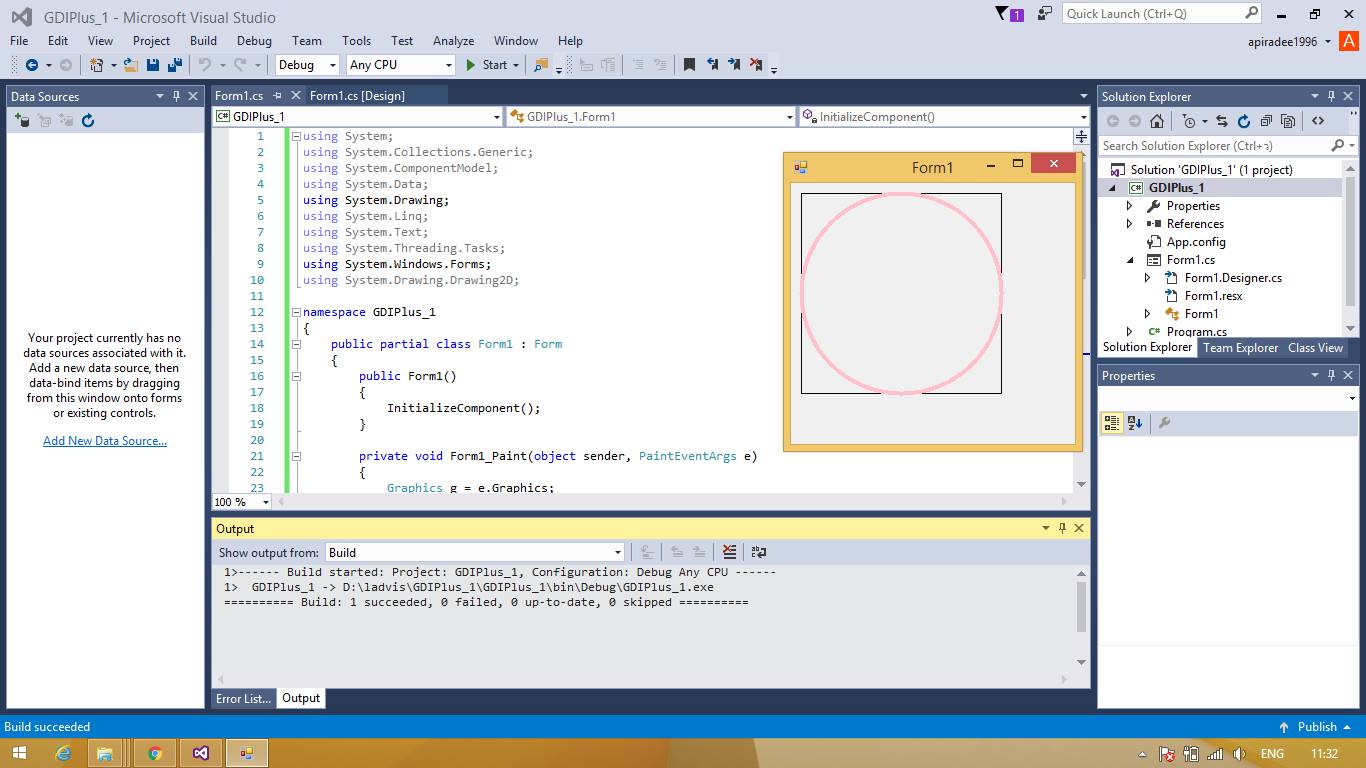 GDIPlus_1 - Microsoft Visual Studio
1
Quick Launch (Ctrl+Q)
File Edit View Project Build Debug Team Tools Test Analyze Window Help
apiradee1996
A
Debug
Any CPU
Start
Data Sources
Your project currently has no
data sources associated with it.
Add a new data source, then
data-bind items by dragging
from this window onto forms
or existing controls.
Add New Data Source...
Form1.cs
Form1.cs [Design]
C# GDIPlus_1
GDIPlus_1.Form1
InitializeComponent()
1 using System;
2 using System.Collections.Generic;
3 using System.ComponentModel;
4 using System.Data;
5 using System.Drawing;
6 using System.Linq;
7 using System.Text;
8 using System.Threading.Tasks;
9 using System.Windows.Forms;
10 using System.Drawing.Drawing2D;
11
12 namespace GDIPlus_1
13 {
14 public partial class Form1 : Form
15 {
16 public Form1()
17 {
18 InitializeComponent();
19 }
20
21 private void Form1_Paint(object sender, PaintEventArgs e)
22 {
23 Graphics g = e.Graphics;
100 %
Form1
Output
Show output from: Build
1>------ Build started: Project: GDIPlus_1, Configuration: Debug Any CPU ------
1> GDIPlus_1 -> D:\ladvis\GDIPlus_1\GDIPlus_1\bin\Debug\GDIPlus_1.exe
========== Build: 1 succeeded, 0 failed, 0 up-to-date, 0 skipped ==========
Error List...
Output
Solution Explorer
Search Solution Explorer (Ctrl+ว)
Solution 'GDIPlus_1' (1 project)
C# GDIPlus_1
Properties
References
App.config
Form1.cs
Form1.Designer.cs
Form1.resx
Form1
C# Program.cs
Solution Explorer Team Explorer Class View
Properties
Build succeeded
Publish
ENG
11:32